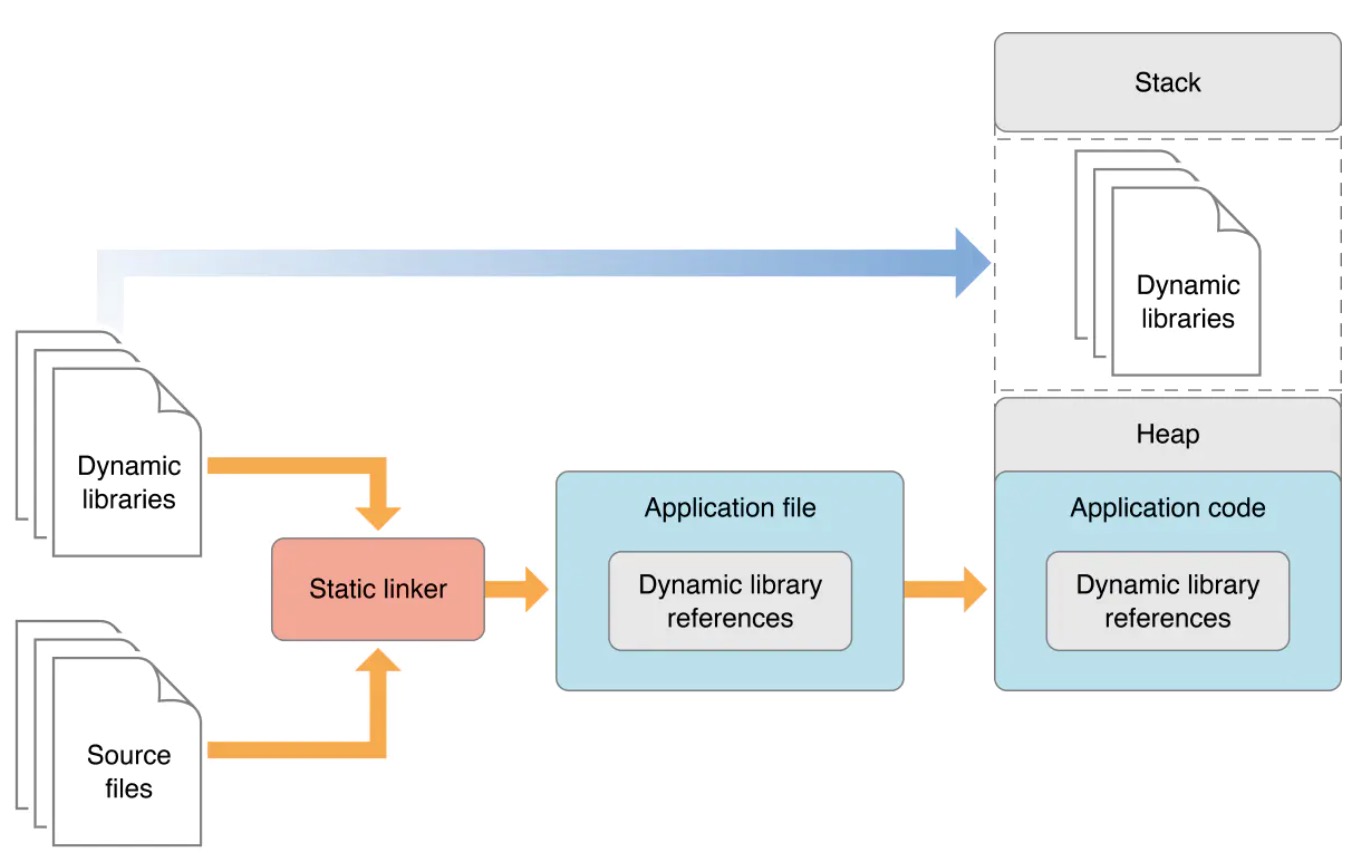 Stack
Dynamic
libraries
Heap
Dynamic
libraries
Static linker
Source
files
Application file
Dynamic library
references
Application code
Dynamic library
references